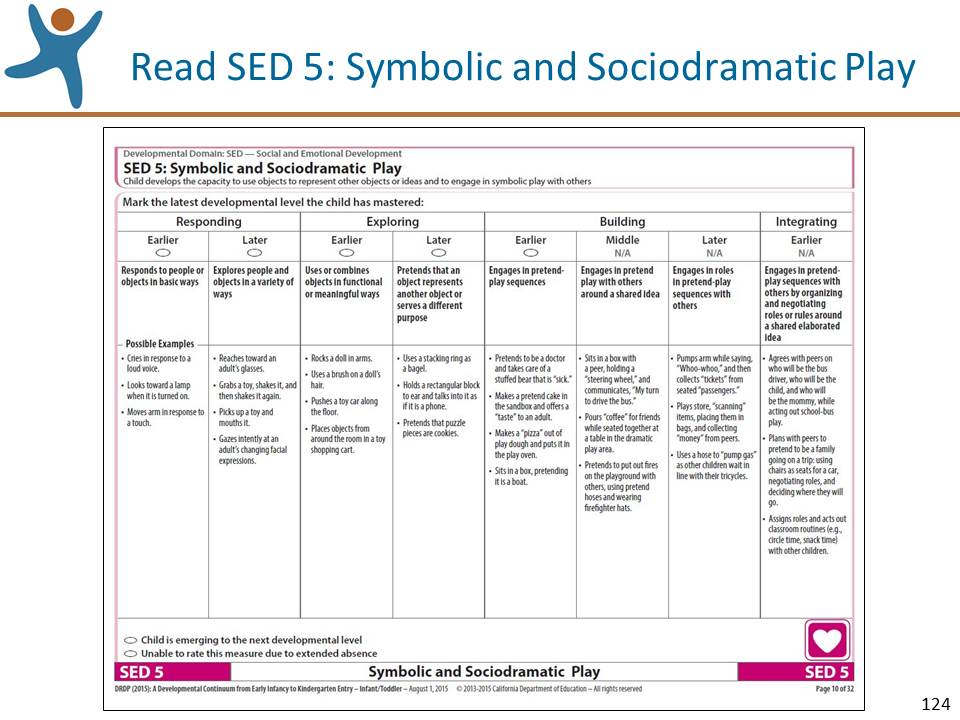 Read SED 5: Symbolic and Sociodramatic Play
Developmental Domain: SED — Social and Emotional Development
SED 5: Symbolic and Sociodramatic Play
Child develops the capacity to use objects to represent other objects or ideas and to engage in symbolic play with others
Mark the latest developmental level the child has mastered:
Responding
Exploring
Building
Integrating
Earlier
Later
Earlier
Later
Earlier
Middle
N/A
Later
N/A
Earlier
N/A
Responds to people or
objects in basic ways
Explores people and
objects in a variety of
ways
Uses or combines
objects in functional
or meaningful ways
Pretends that an
object represents
another object or
serves a different
purpose
Engages in pretend-
play sequences
Engages in pretend
play with others
around a shared idea
Engages in roles
in pretend-play
sequences with
others
Engages in pretend-
play sequences with
others by organizing
and negotiating
roles or rules around
a shared elaborated
idea
Possible Examples
• Cries in response to a
loud voice.
• Looks toward a lamp
when it is turned on.
• Moves arm in response to
a touch.
• Reaches toward an
adult's glasses.
• Grabs a toy, shakes it, and
then shakes it again.
• Picks up a toy and
mouths it.
• Gazes intently at an
adult's changing facial
expressions.
• Rocks a doll in arms.
• Uses a brush on a doll's
hair.
• Pushes a toy car along
the floor.
• Places objects from
around the room in a toy
shopping cart.
• Uses a stacking ring as
a bagel.
• Holds a rectangular block
to ear and talks into it as
if it is a phone.
• Pretends that puzzle
pieces are cookies.
• Pretends to be a doctor
and takes care of a
stuffed bear that is "sick."
• Makes a pretend cake in
the sandbox and offers a
"taste" to an adult.
• Makes a "pizza" out of
play dough and puts it in
the play oven.
• Sits in a box, pretending
it is a boat.
• Sits in a box with
a peer, holding a
"steering wheel," and
communicates, "My turn
to drive the bus."
• Pours "coffee" for friends
while seated together at
a table in the dramatic
play area.
• Pretends to put out fires
on the playground with
others, using pretend
hoses and wearing
firefighter hats.
• Pumps arm while saying,
"Whoo-whoo," and then
collects "tickets" from
seated "passengers."
• Plays store, "scanning"
items, placing them in
bags, and collecting
"money" from peers.
• Uses a hose to "pump gas"
as other children wait in
line with their tricycles.
• Agrees with peers on
who will be the bus
driver, who will be the
child, and who will
be the mommy, while
acting out school-bus
play.
• Plans with peers to
pretend to be a family
going on a trip: using
chairs as seats for a car,
negotiating roles, and
deciding where they will
go.
• Assigns roles and acts out
classroom routines (e.g.,
circle time, snack time)
with other children.
Child is emerging to the next developmental level
Unable to rate this measure due to extended absence
SED 5
Symbolic and Sociodramatic Play
SED 5
DRDP (2015): A Developmental Continuum from Early Infancy to Kindergarten Entry – Infant/Toddler – August 1, 2015 © 2013-2015 California Department of Education – All rights reserved
Page 10 of 32
124